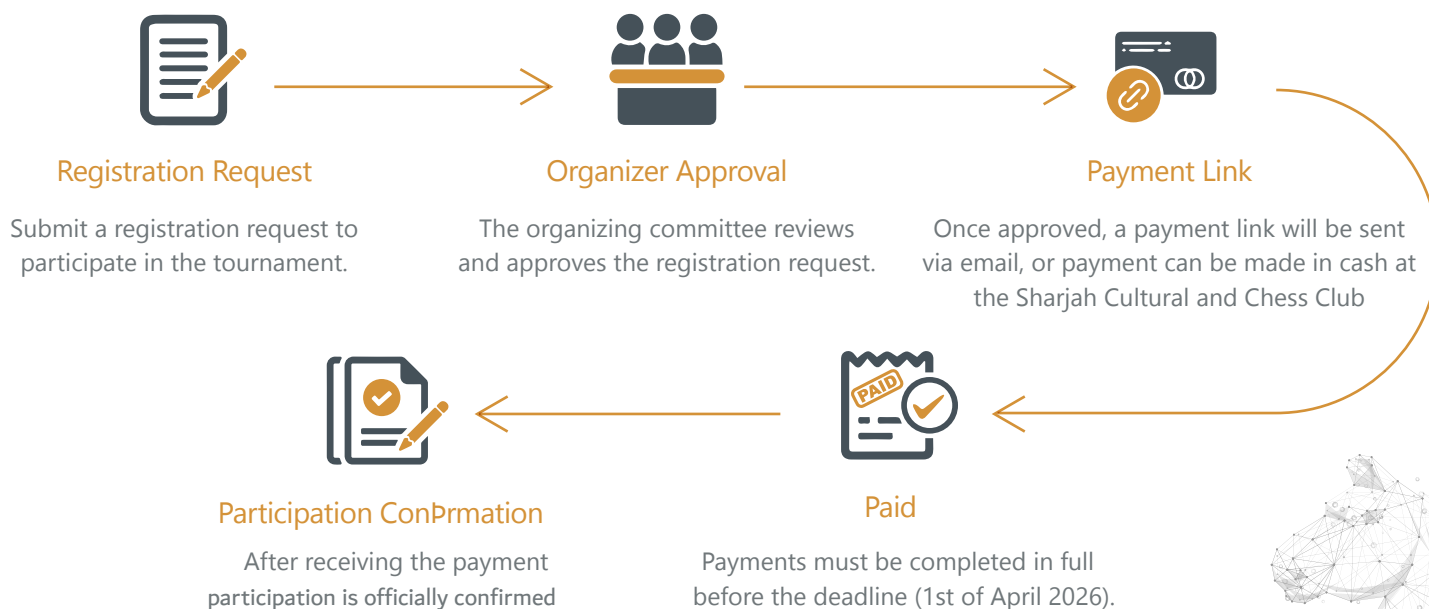 Registration Request
Submit a registration request to
participate in the tournament.
Organizer Approval
The organizing committee reviews
and approves the registration request.
Payment Link
Once approved, a payment link will be sent
via email, or payment can be made in cash at
the Sharjah Cultural and Chess Club
PAID
Paid
Payments must be completed in full
before the deadline (1st of April 2026).
Participation ConÞrmation
After receiving the payment
participation is officially confirmed